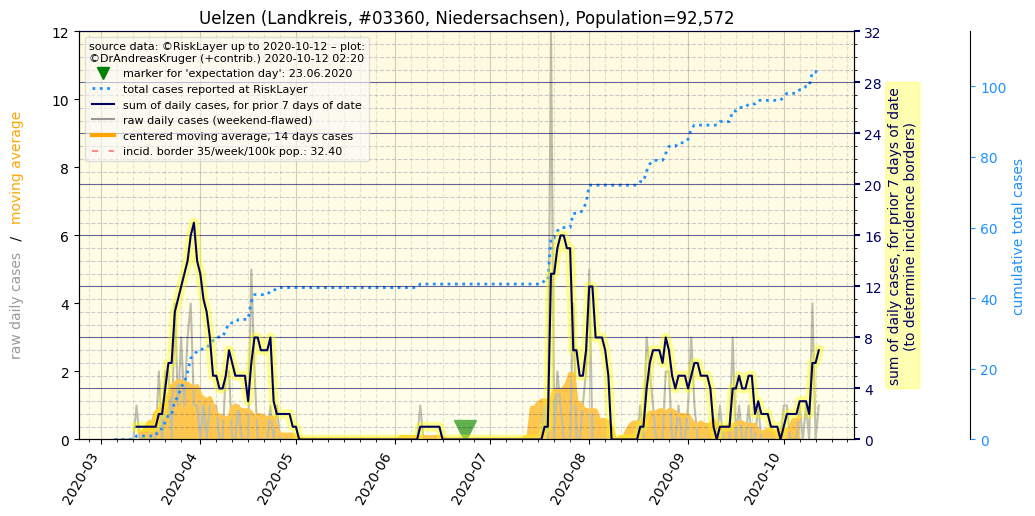 Uelzen (Landkreis, #03360, Niedersachsen), Population=92,572
source data: ©RiskLayer up to 2020-10-12 – plot:
©DrAndreasKruger (+contrib.) 2020-10-12 02:20
marker for 'expectation day': 23.06.2020
total cases reported at RiskLayer
sum of daily cases, for prior 7 days of date
raw daily cases (weekend-flawed)
centered moving average, 14 days cases
incid. border 35/week/100k pop.: 32.40
raw daily cases / moving average
12
10
8
6
4
2
0
32
28
24
20
16
12
8
4
0
sum of daily cases, for prior 7 days of date
(to determine incidence borders)
100
80
60
40
20
0
cumulative total cases
2020-03
2020-04
2020-05
2020-06
2020-07
2020-08
2020-09
2020-10